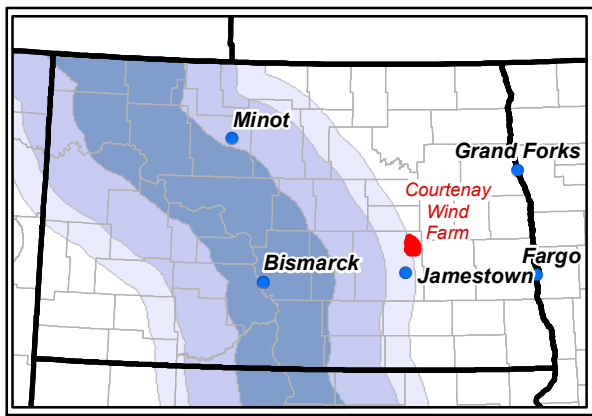 Minot
Grand Forks
Courtenay
Wind
Farm
Bismarck
Fargo
Jamestown